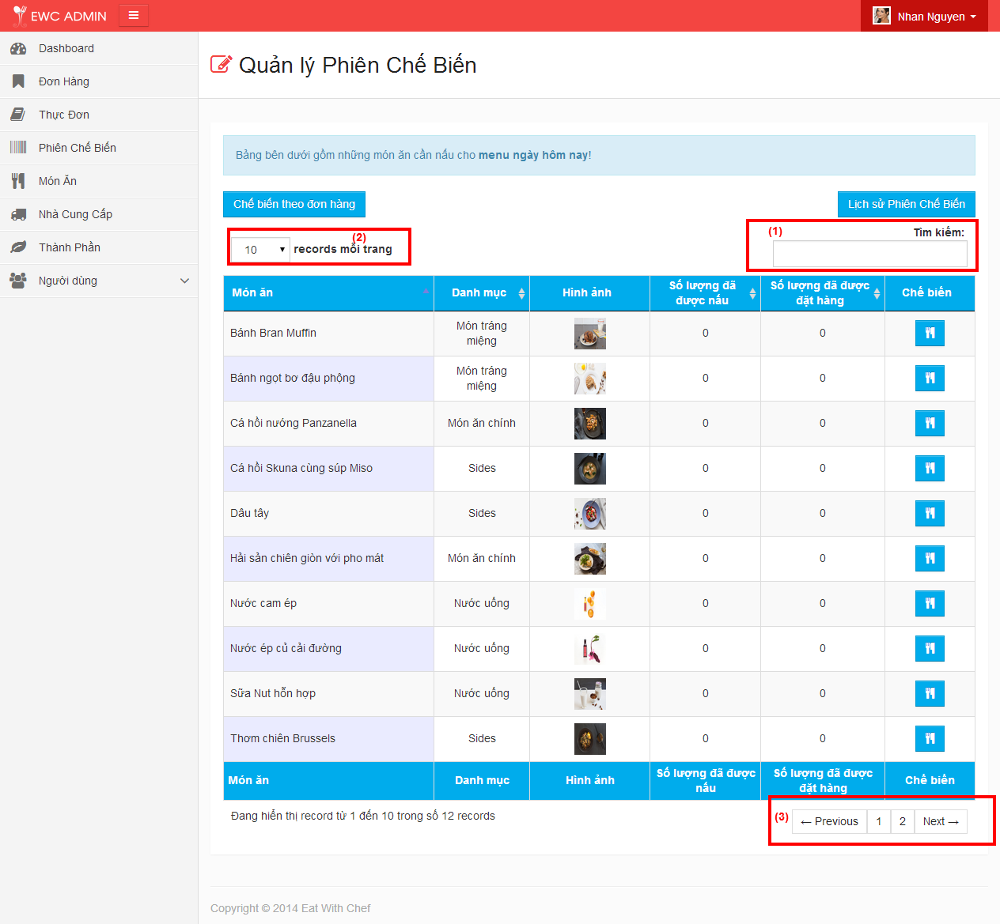 EWC ADMIN
Nhan Nguyen
Dashboard
Đơn Hàng
Thực Đơn
Phiên Chế Biến
Món Ăn
Nhà Cung Cấp
Thành Phần
Người dùng
Quản lý Phiên Chế Biến
Bảng bên dưới gồm những món ăn cần nấu cho menu ngày hôm nay!
Chế biến theo đơn hàng
Lịch sử Phiên Chế Biến
(2)
10 records mỗi trang
(1)
Tìm kiếm:
Món ăn
Danh mục
Hình ảnh
Số lượng đã
được nấu
Số lượng đã được
đặt hàng
Chế biến
Bánh Bran Muffin
Món tráng
miệng
0
0
Bánh ngọt bơ đậu phộng
Món tráng
miệng
0
0
Cá hồi nướng Panzanella
Món ăn chính
0
0
Cá hồi Skuna cùng súp Miso
Sides
0
0
Dâu tây
Sides
0
0
Hải sản chiên giòn với pho mát
Món ăn chính
0
0
Nước cam ép
Nước uống
0
0
Nước ép củ cải đường
Nước uống
0
0
Sữa Nut hỗn hợp
Nước uống
0
0
Thơm chiên Brussels
Sides
0
0
Món ăn
Danh mục
Hình ảnh
Số lượng đã được
nấu
Số lượng đã được
đặt hàng
Chế biến
Đang hiển thị record từ 1 đến 10 trong số 12 records
(3)
← Previous
1
2
Next →
Copyright © 2014 Eat With Chef